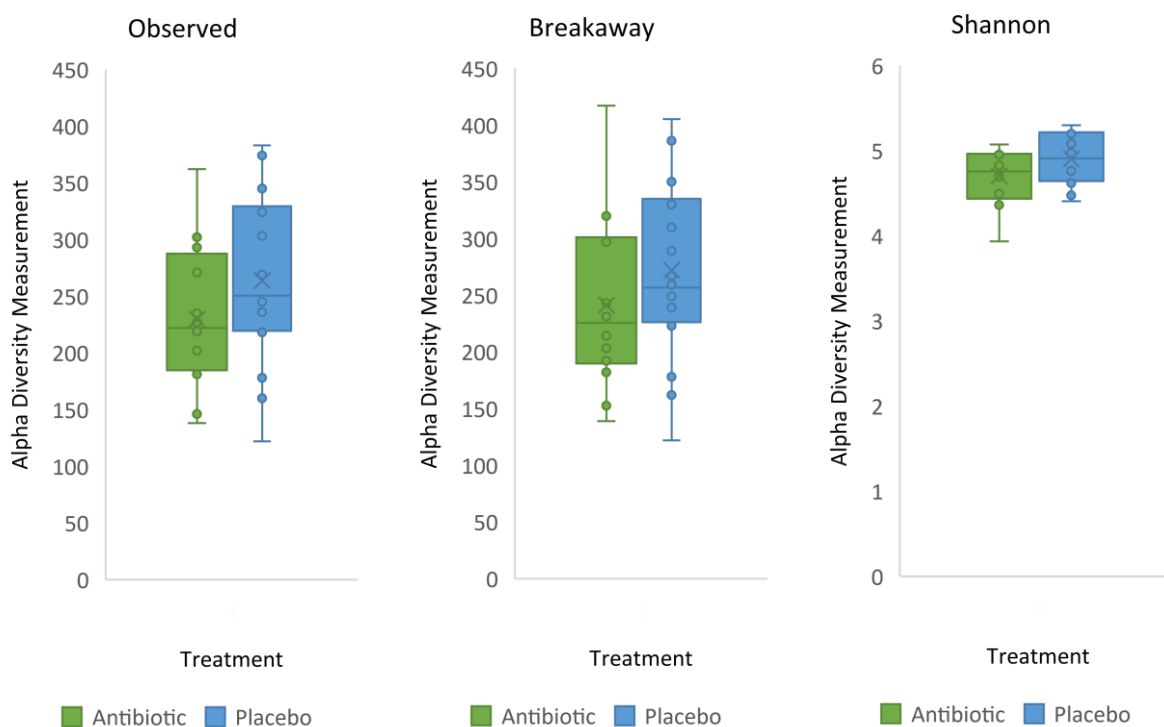 Observed
450
400
350
300
250
200
150
100
50
0
Alpha Diversity Measurement
Treatment
Antibiotic Placebo
Breakaway
450
400
350
300
250
200
150
100
50
0
Alpha Diversity Measurement
Treatment
Antibiotic Placebo
Shannon
6
5
4
3
2
1
0
Alpha Diversity Measurement
Treatment
Antibiotic Placebo